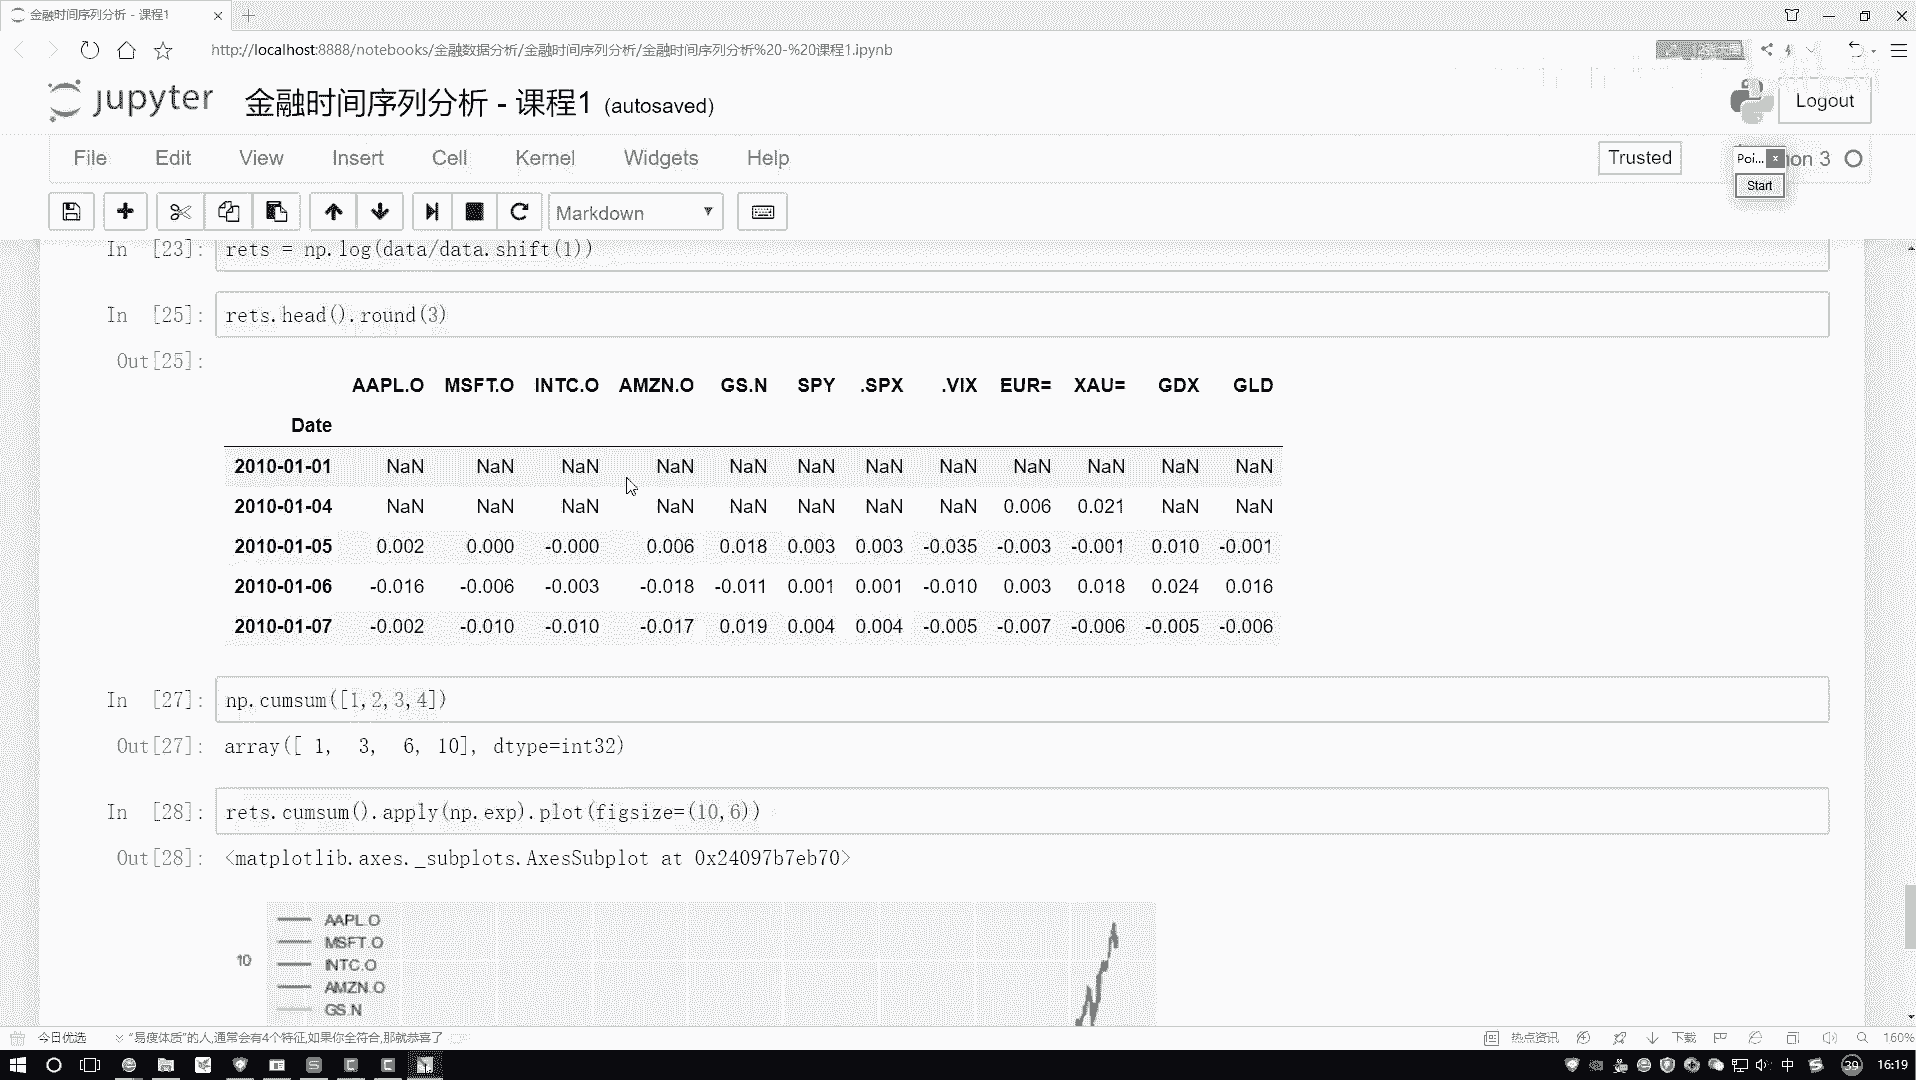 金融时间序列分析 - 课程1
http://localhost:8888/notebooks/金融数据分析/金融时间序列分析/金融时间序列分析%20-%20课程1.ipynb
jupyter 金融时间序列分析 - 课程1 (autosaved)
Logout
File Edit View Insert Cell Kernel Widgets Help
Trusted
Poi... x
on 3
Start
Markdown
In [23]: rets = np.log(data/data.shift(1))
In [25]: rets.head().round(3)
Out[25]:
AAPL.O MSFT.O INTC.O AMZN.O GS.N SPY .SPX .VIX EUR= XAU= GDX GLD
Date
2010-01-01 NaN NaN NaN NaN NaN NaN NaN NaN NaN NaN NaN NaN
2010-01-04 NaN NaN NaN NaN NaN NaN NaN NaN 0.006 0.021 NaN NaN
2010-01-05 0.002 0.000 -0.000 0.006 0.018 0.003 0.003 -0.035 -0.003 -0.001 0.010 -0.001
2010-01-06 -0.016 -0.006 -0.003 -0.018 -0.011 0.001 0.001 -0.010 0.003 0.018 0.024 0.016
2010-01-07 -0.002 -0.010 -0.010 -0.017 0.019 0.004 0.004 -0.005 -0.007 -0.006 -0.005 -0.006
In [27]: np.cumsum([1,2,3,4])
Out[27]: array([ 1, 3, 6, 10], dtype=int32)
In [28]: rets.cumsum().apply(np.exp).plot(figsize=(10,6))
Out[28]: <matplotlib.axes._subplots.AxesSubplot at 0x24097b7eb70>
AAPL.O
MSFT.O
10
INTC.O
AMZN.O
GS.N
今日优选
“易瘦体质”的人,通常会有4个特征,如果你全符合,那就恭喜了
热点资讯
下载
160%
中
39
16:19